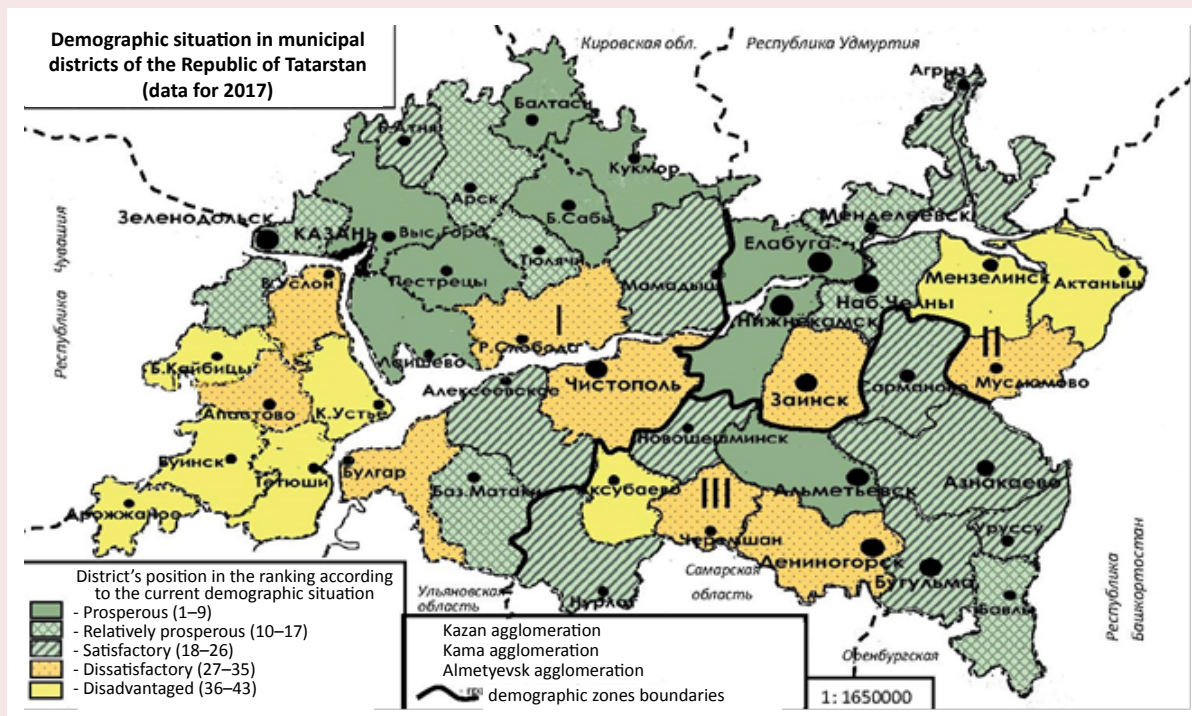 Demographic situation in municipal
districts of the Republic of Tatarstan
(data for 2017)
Кировская обл.
Республика Удмуртия
Республика Чувашия
Агрыз
Балтаси
Б.Атня
Кукмор
Арск
Б.Сабы
Зеленодольск
КАЗАНЬ
Выс.Гора
Тюлячи
Менделеевск
Елабуга
Пестрецы
Мамадыш
Мензелинск
Актаныш
В.Услон
Наб.Челны
Нижнекамск
I
II
Р.Слобода
Лаишево
Б.Кайбицы
Муслюмово
Алексеевское
Чистополь
Заинск
Сарманово
Апастово
К.Устье
Новошешминск
Буинск
Тетюши
Булгар
Баз.Матаки
Аксубаево
III
Альметьевск
Азнакаево
Дрожжаное
Черемшан
Уруссу
Лениногорск
Бугульма
Самарская
область
Ульяновская
область
Нурлат
Бавлы
Республика
Башкортостан
Оренбургская
District’s position in the ranking according
to the current demographic situation
- Prosperous (1–9)
- Relatively prosperous (10–17)
- Satisfactory (18–26)
- Dissatisfactory (27–35)
- Disadvantaged (36–43)
Kazan agglomeration
Kama agglomeration
Almetyevsk agglomeration
demographic zones boundaries
1: 1650000